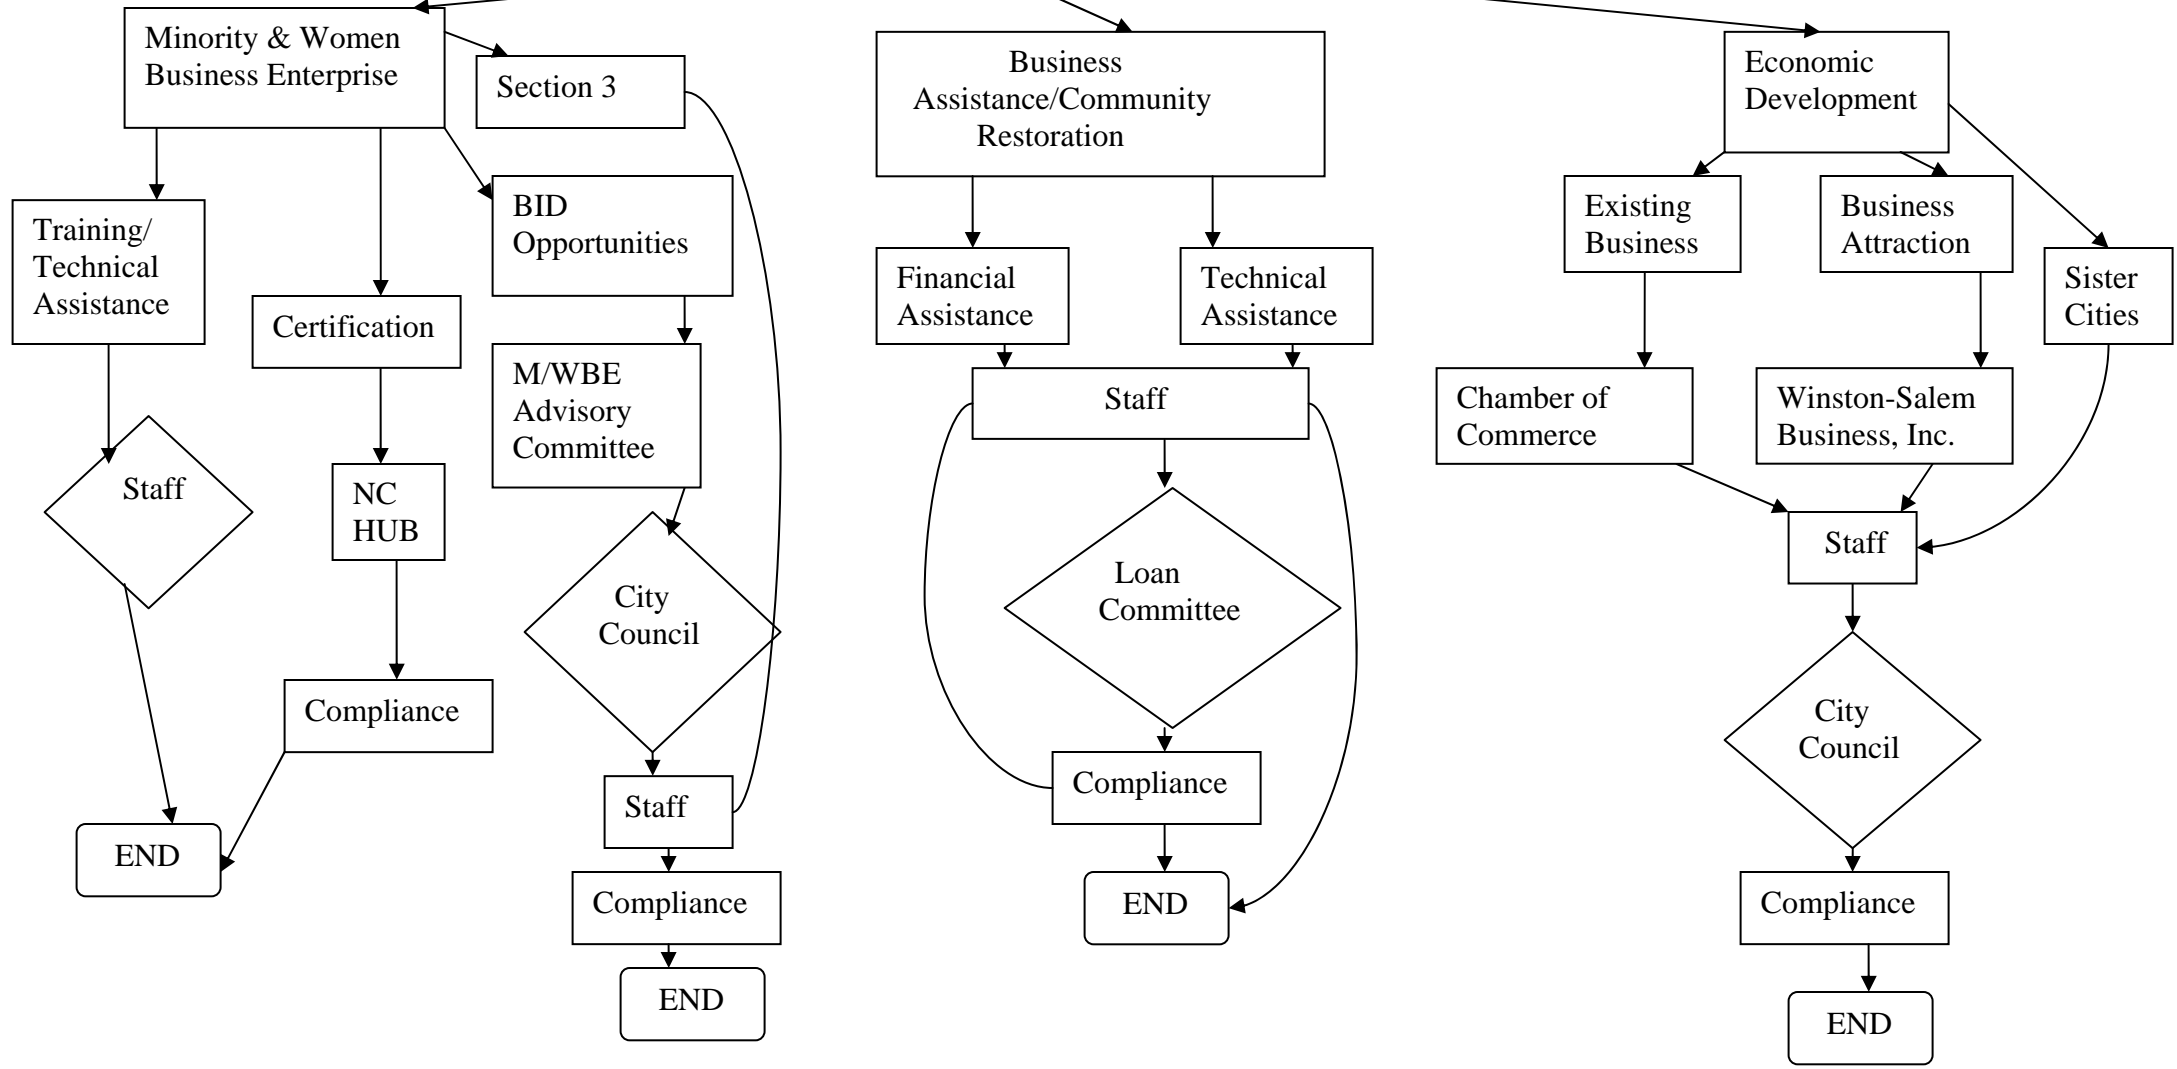 Minority & Women
Business Enterprise
Section 3
Training/
Technical
Assistance
Certification
BID
Opportunities
M/WBE
Advisory
Committee
Staff
NC
HUB
City
Council
Compliance
Staff
END
Compliance
END
Business
Assistance/Community
Restoration
Financial
Assistance
Technical
Assistance
Staff
Loan
Committee
Compliance
END
Economic
Development
Existing
Business
Business
Attraction
Sister
Cities
Chamber of
Commerce
Winston-Salem
Business, Inc.
Staff
City
Council
Compliance
END